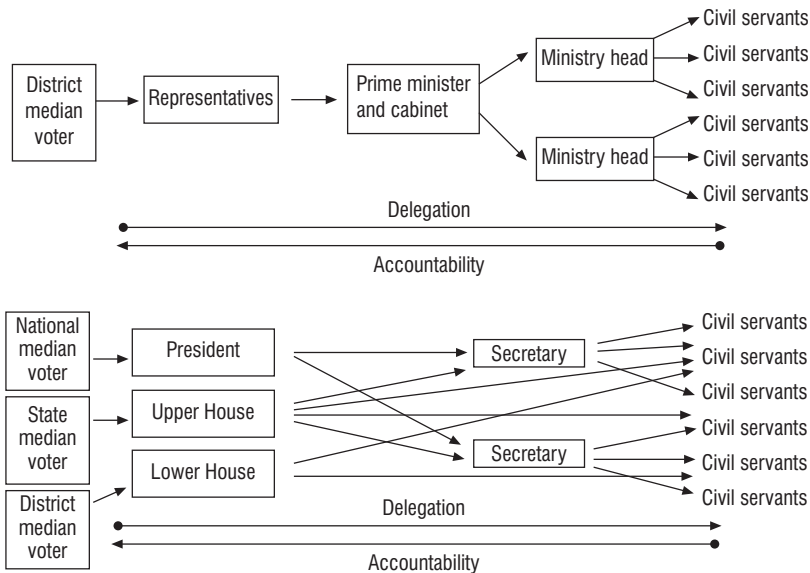 District
median
voter
Representatives
Prime minister
and cabinet
Ministry head
Ministry head
Civil servants
Civil servants
Civil servants
Civil servants
Civil servants
Civil servants
Delegation
Accountability
National
median
voter
State
median
voter
District
median
voter
President
Upper House
Lower House
Secretary
Secretary
Civil servants
Civil servants
Civil servants
Civil servants
Civil servants
Civil servants
Delegation
Accountability